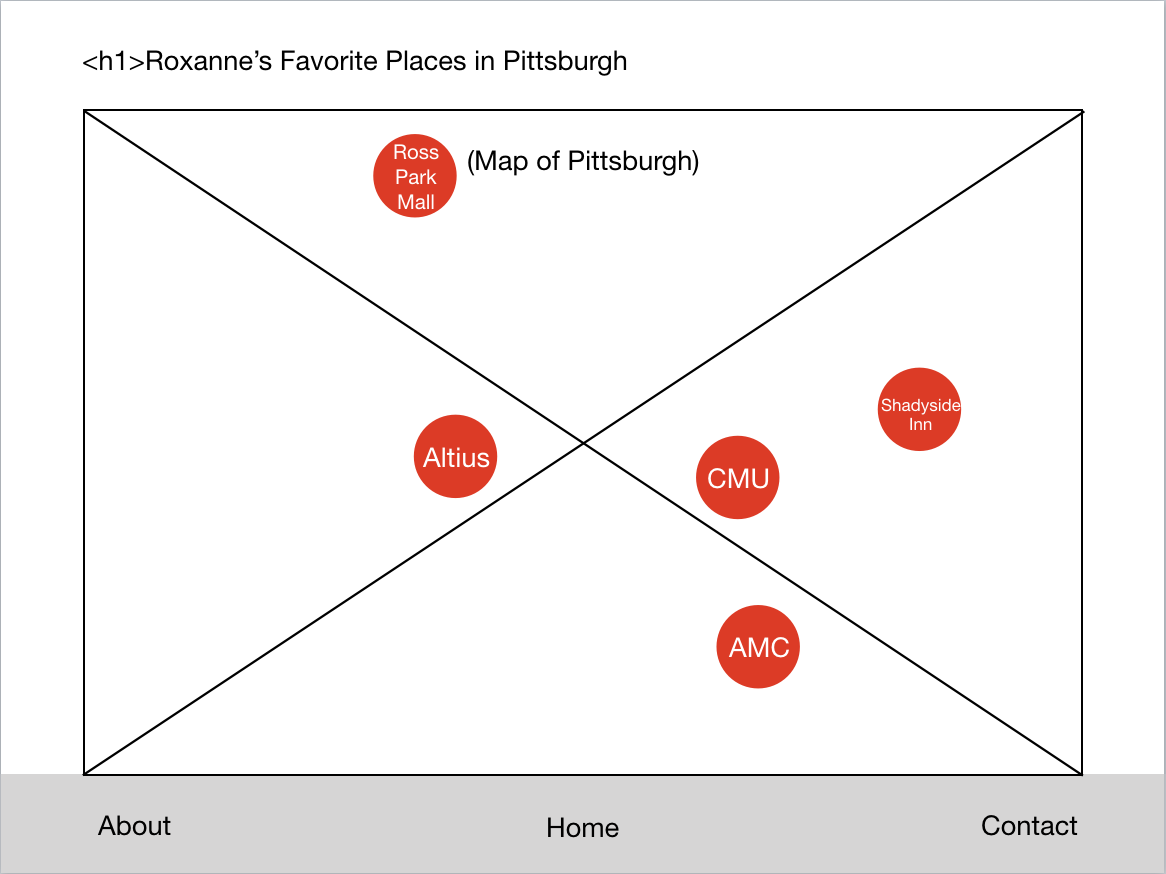 <h1>Roxanne’s Favorite Places in Pittsburgh
Ross
Park
Mall
(Map of Pittsburgh)
Shadyside
Inn
Altius
CMU
AMC
About
Home
Contact